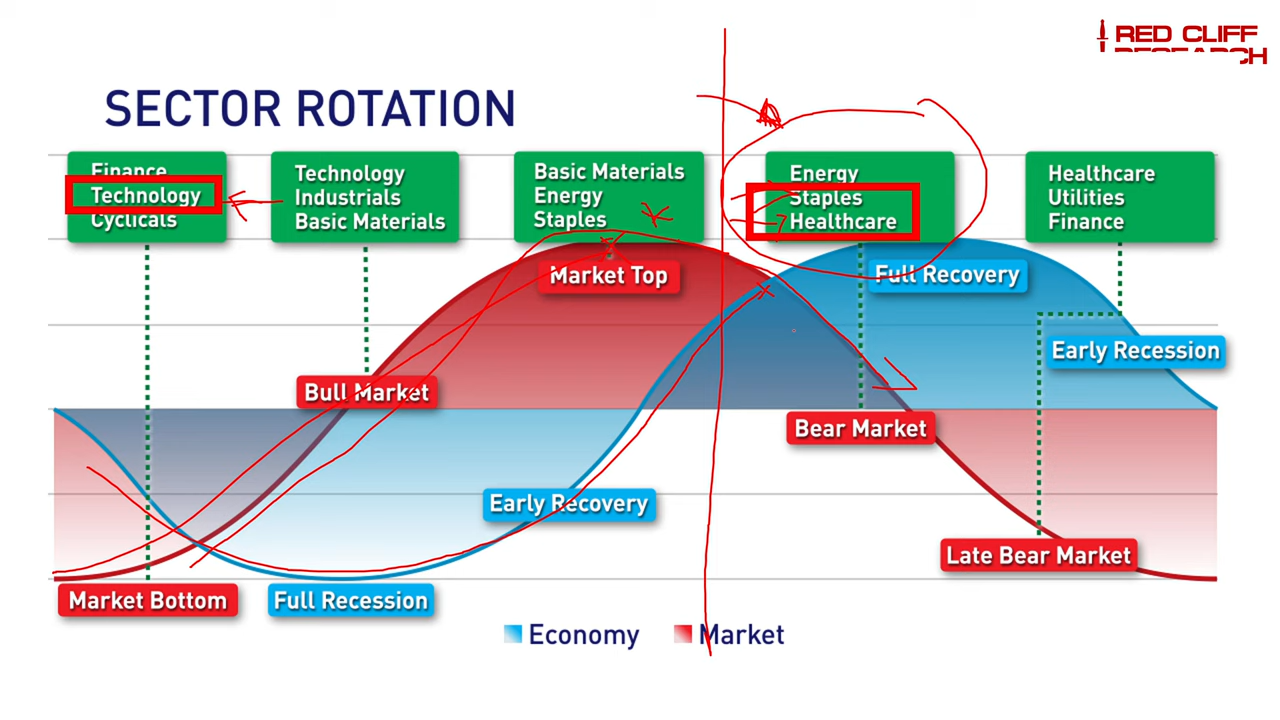 RED CLIFF
RESEARCH
SECTOR ROTATION
Finance
Technology
Cyclicals
Technology
Industrials
Basic Materials
Basic Materials
Energy
Staples
Energy
Staples
Healthcare
Healthcare
Utilities
Finance
Market Top
Full Recovery
Early Recession
Bull Market
Bear Market
Early Recovery
Late Bear Market
Market Bottom
Full Recession
Economy
Market